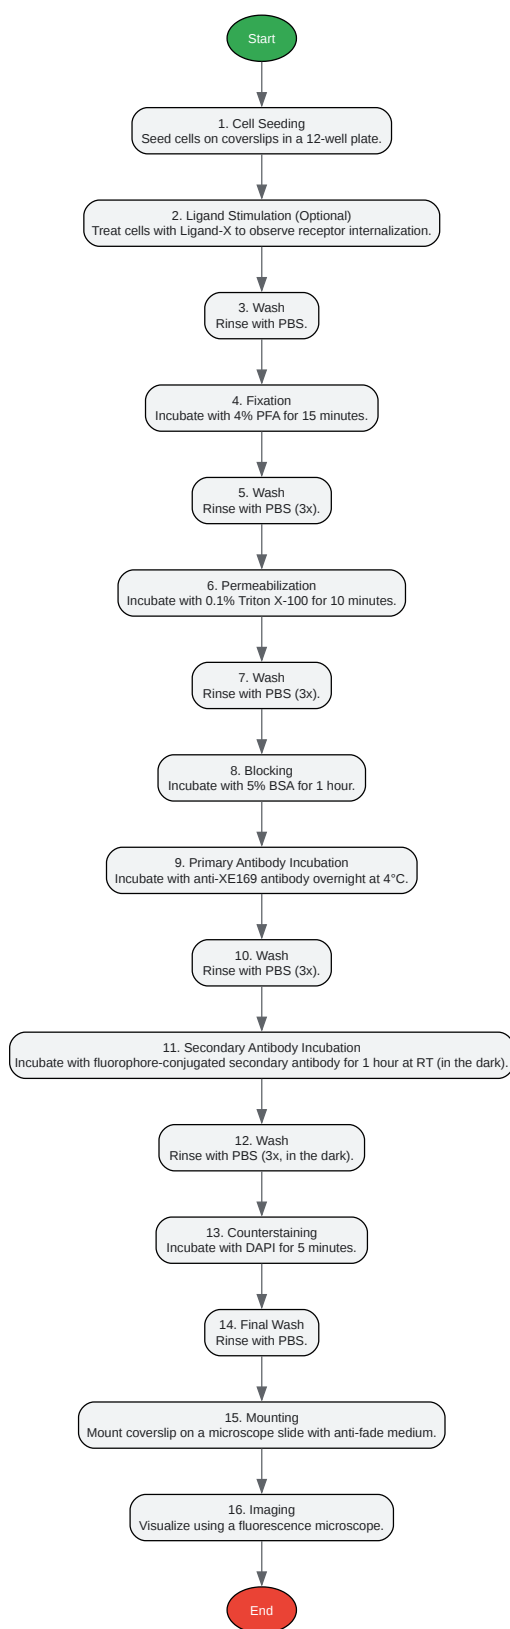 Start
1. Cell Seeding
Seed cells on coverslips in a 12-well plate.
2. Ligand Stimulation (Optional)
Treat cells with Ligand-X to observe receptor internalization.
3. Wash
Rinse with PBS.
4. Fixation
Incubate with 4% PFA for 15 minutes.
5. Wash
Rinse with PBS (3x).
6. Permeabilization
Incubate with 0.1% Triton X-100 for 10 minutes.
7. Wash
Rinse with PBS (3x).
8. Blocking
Incubate with 5% BSA for 1 hour.
9. Primary Antibody Incubation
Incubate with anti-XE169 antibody overnight at 4°C.
10. Wash
Rinse with PBS (3x).
11. Secondary Antibody Incubation
Incubate with fluorophore-conjugated secondary antibody for 1 hour at RT (in the dark).
12. Wash
Rinse with PBS (3x, in the dark).
13. Counterstaining
Incubate with DAPI for 5 minutes.
14. Final Wash
Rinse with PBS.
15. Mounting
Mount coverslip on a microscope slide with anti-fade medium.
16. Imaging
Visualize using a fluorescence microscope.
End